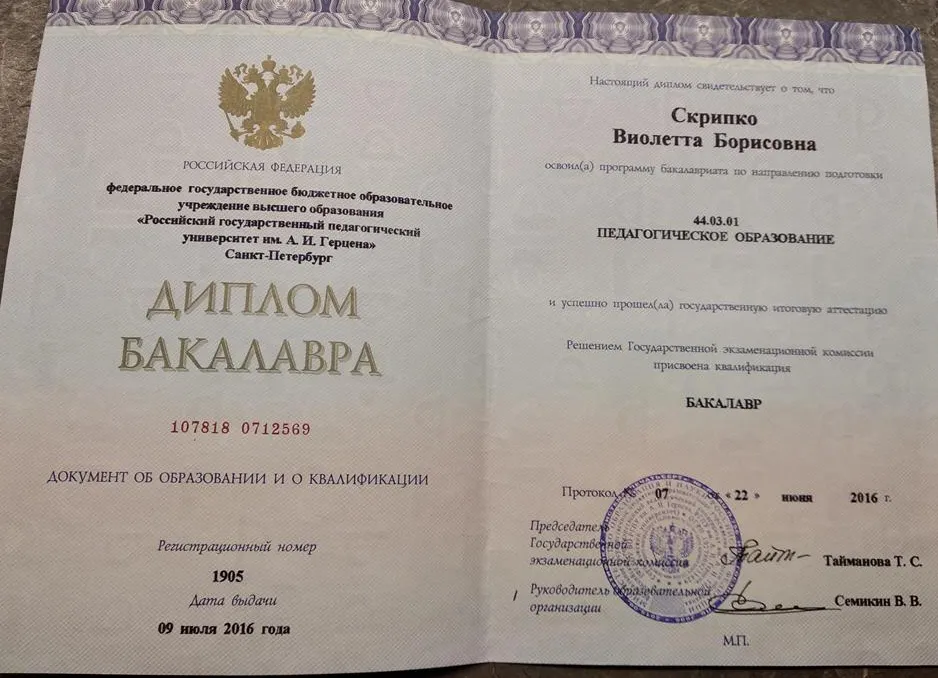 РОССИЙСКАЯ ФЕДЕРАЦИЯ
федеральное государственное бюджетное образовательное
учреждение высшего образования
«Российский государственный педагогический
университет им. А. И. Герцена»
Санкт-Петербург
ДИПЛОМ
БАКАЛАВРА
107818 0712569
ДОКУМЕНТ ОБ ОБРАЗОВАНИИ И О КВАЛИФИКАЦИИ
Регистрационный номер
1905
Дата выдачи
09 июля 2016 года
Настоящий диплом свидетельствует о том, что
Скрипко
Виолетта Борисовна
освоил(а) программу бакалавриата по направлению подготовки
44.03.01
ПЕДАГОГИЧЕСКОЕ ОБРАЗОВАНИЕ
и успешно прошел(ла) государственную итоговую аттестацию
Решением Государственной экзаменационной комиссии
присвоена квалификация
БАКАЛАВР
Протокол № 07 от « 22 » июня 2016 г.
Председатель
Государственной
экзаменационной комиссии Тайманова Т. С.
Руководитель образовательной
организации Семикин В. В.
М.П.